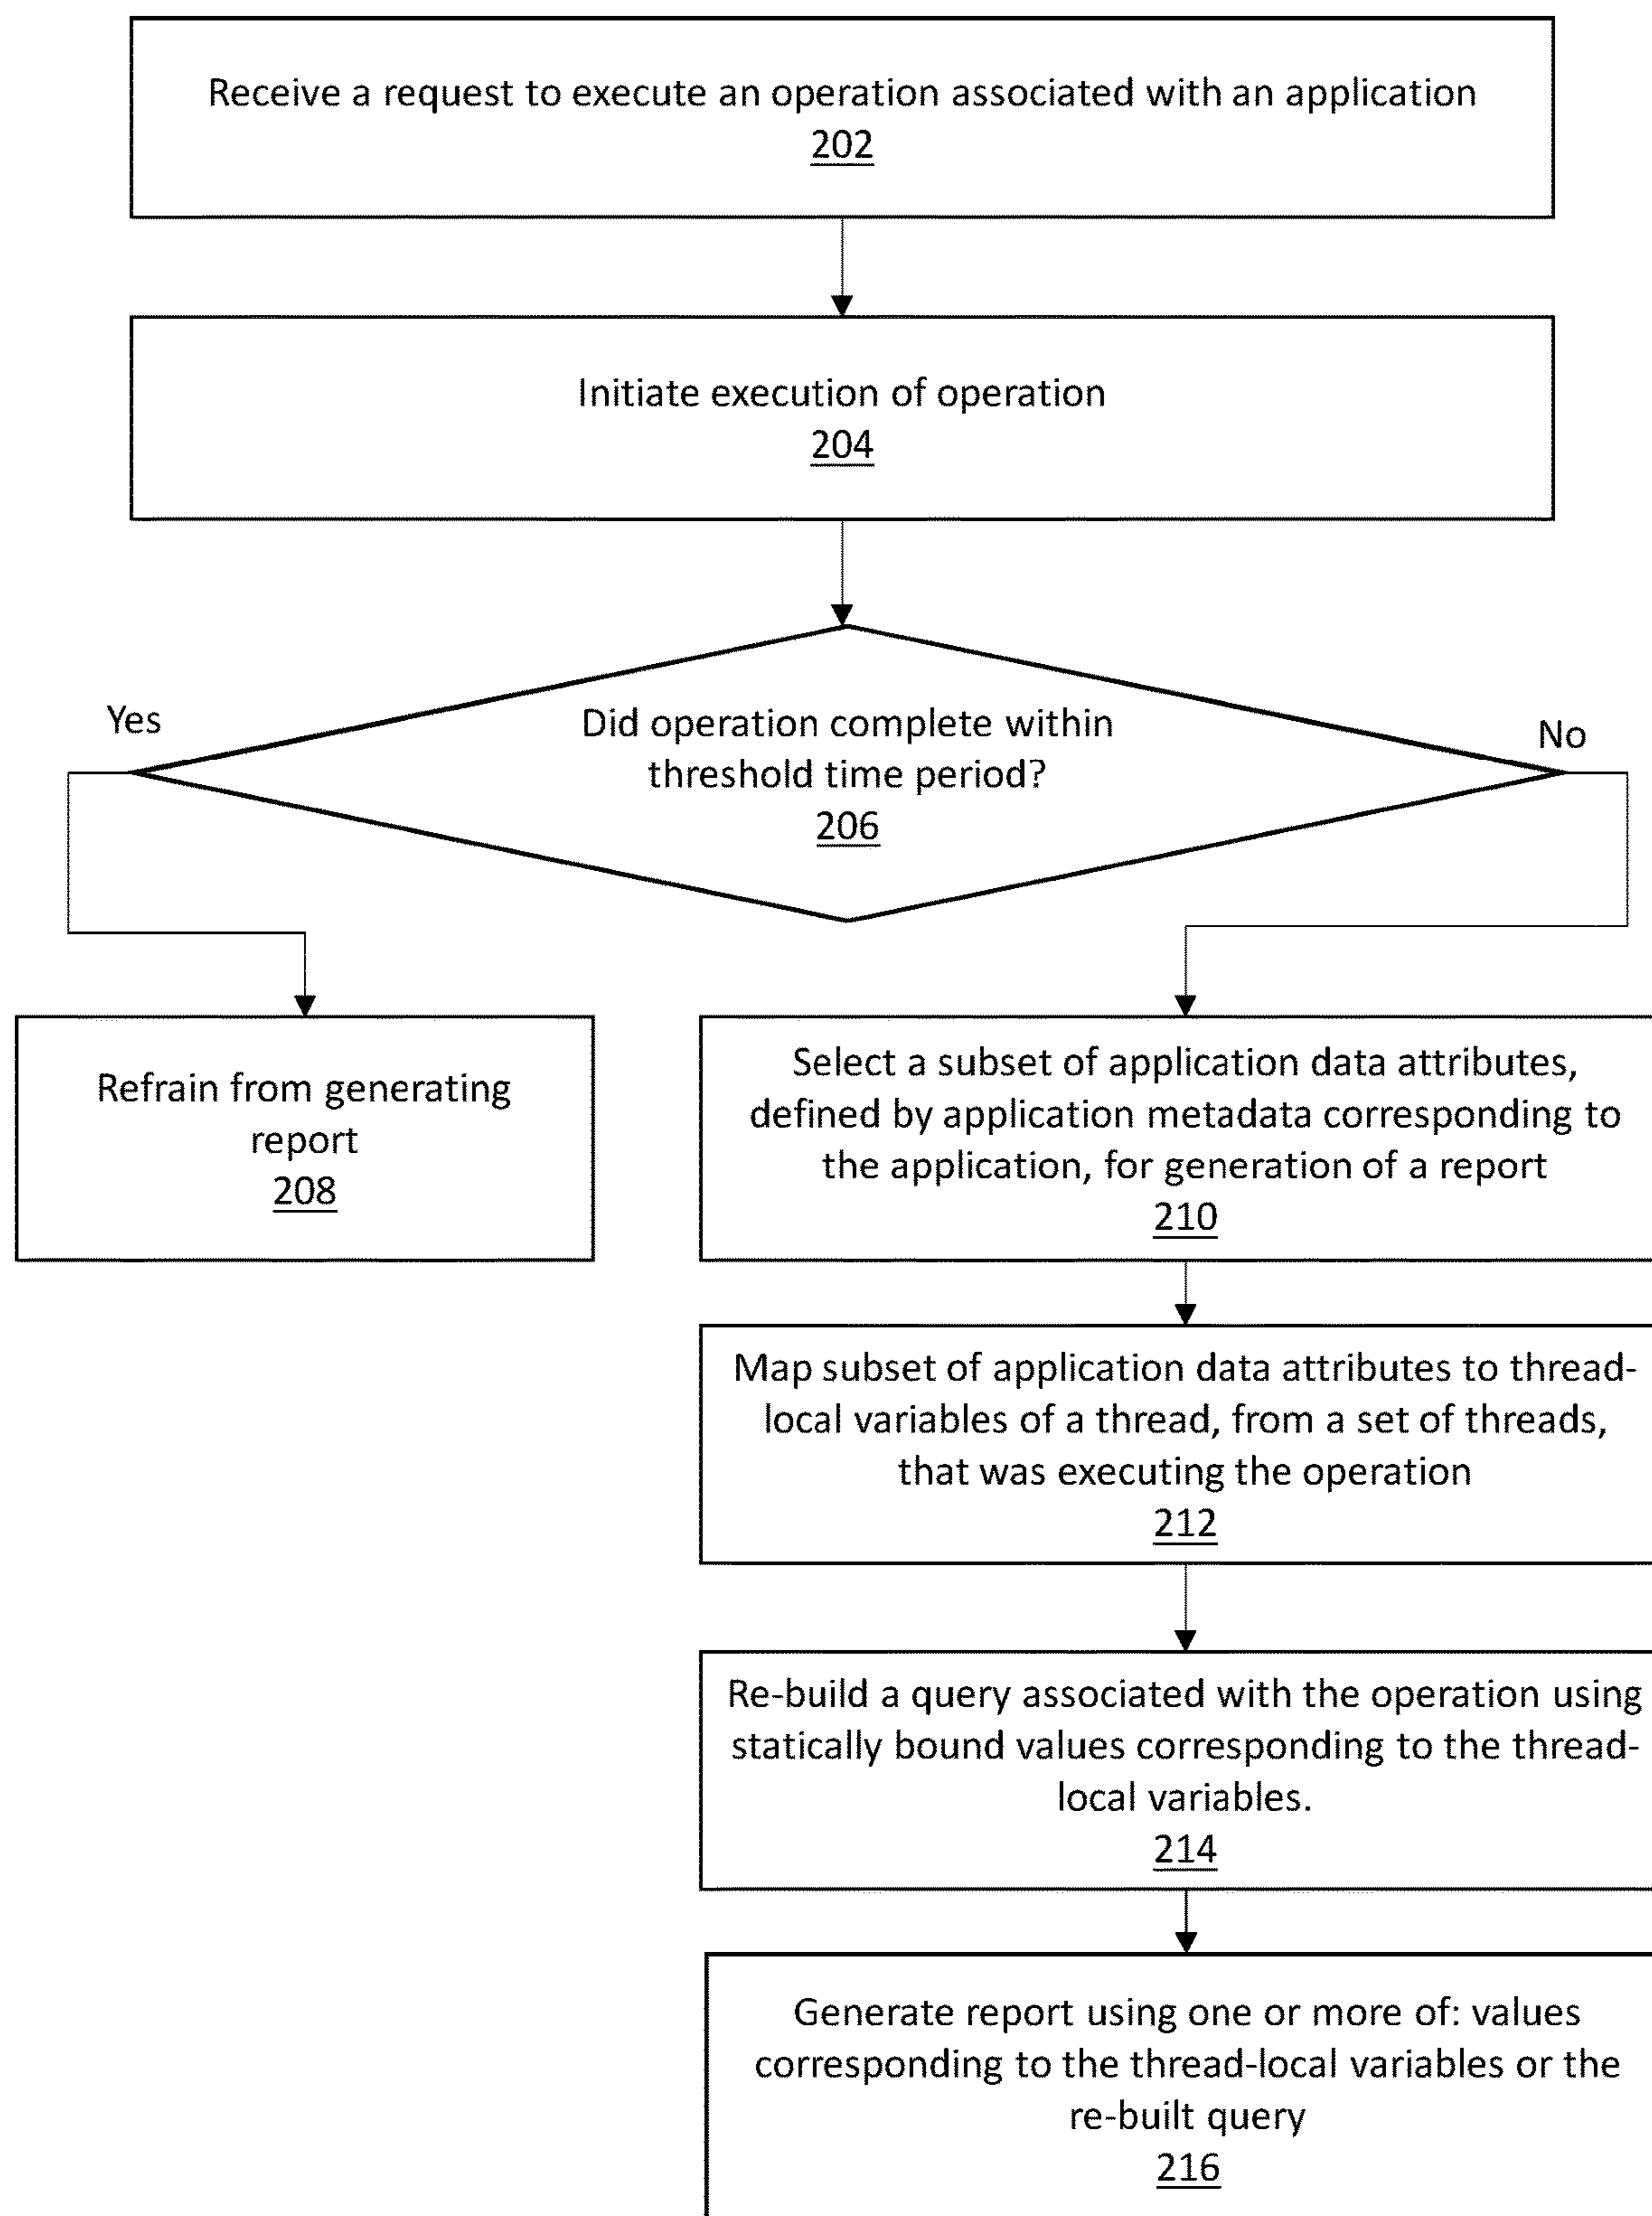 Receive a request to execute an operation associated with an application
202
Initiate execution of operation
204
Yes
No
Did operation complete within
threshold time period?
206
Refrain from generating
report
208
Select a subset of application data attributes,
defined by application metadata corresponding to
the application, for generation of a report
210
Map subset of application data attributes to thread-
local variables of a thread, from a set of threads,
that was executing the operation
212
Re-build a query associated with the operation using
statically bound values corresponding to the thread-
local variables.
214
Generate report using one or more of: values
corresponding to the thread-local variables or the
re-built query
216